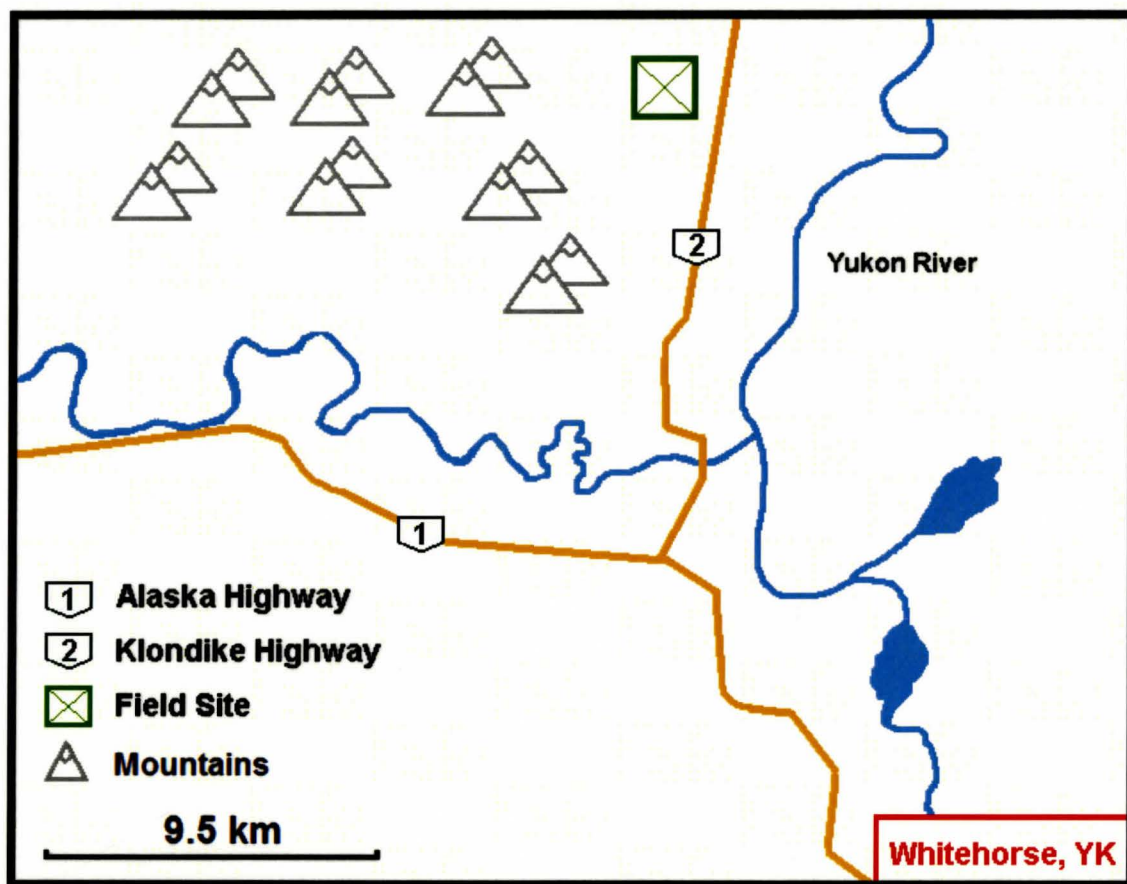 2
Yukon River
1
1 Alaska Highway
2 Klondike Highway
Field Site
Mountains
9.5 km
Whitehorse, YK